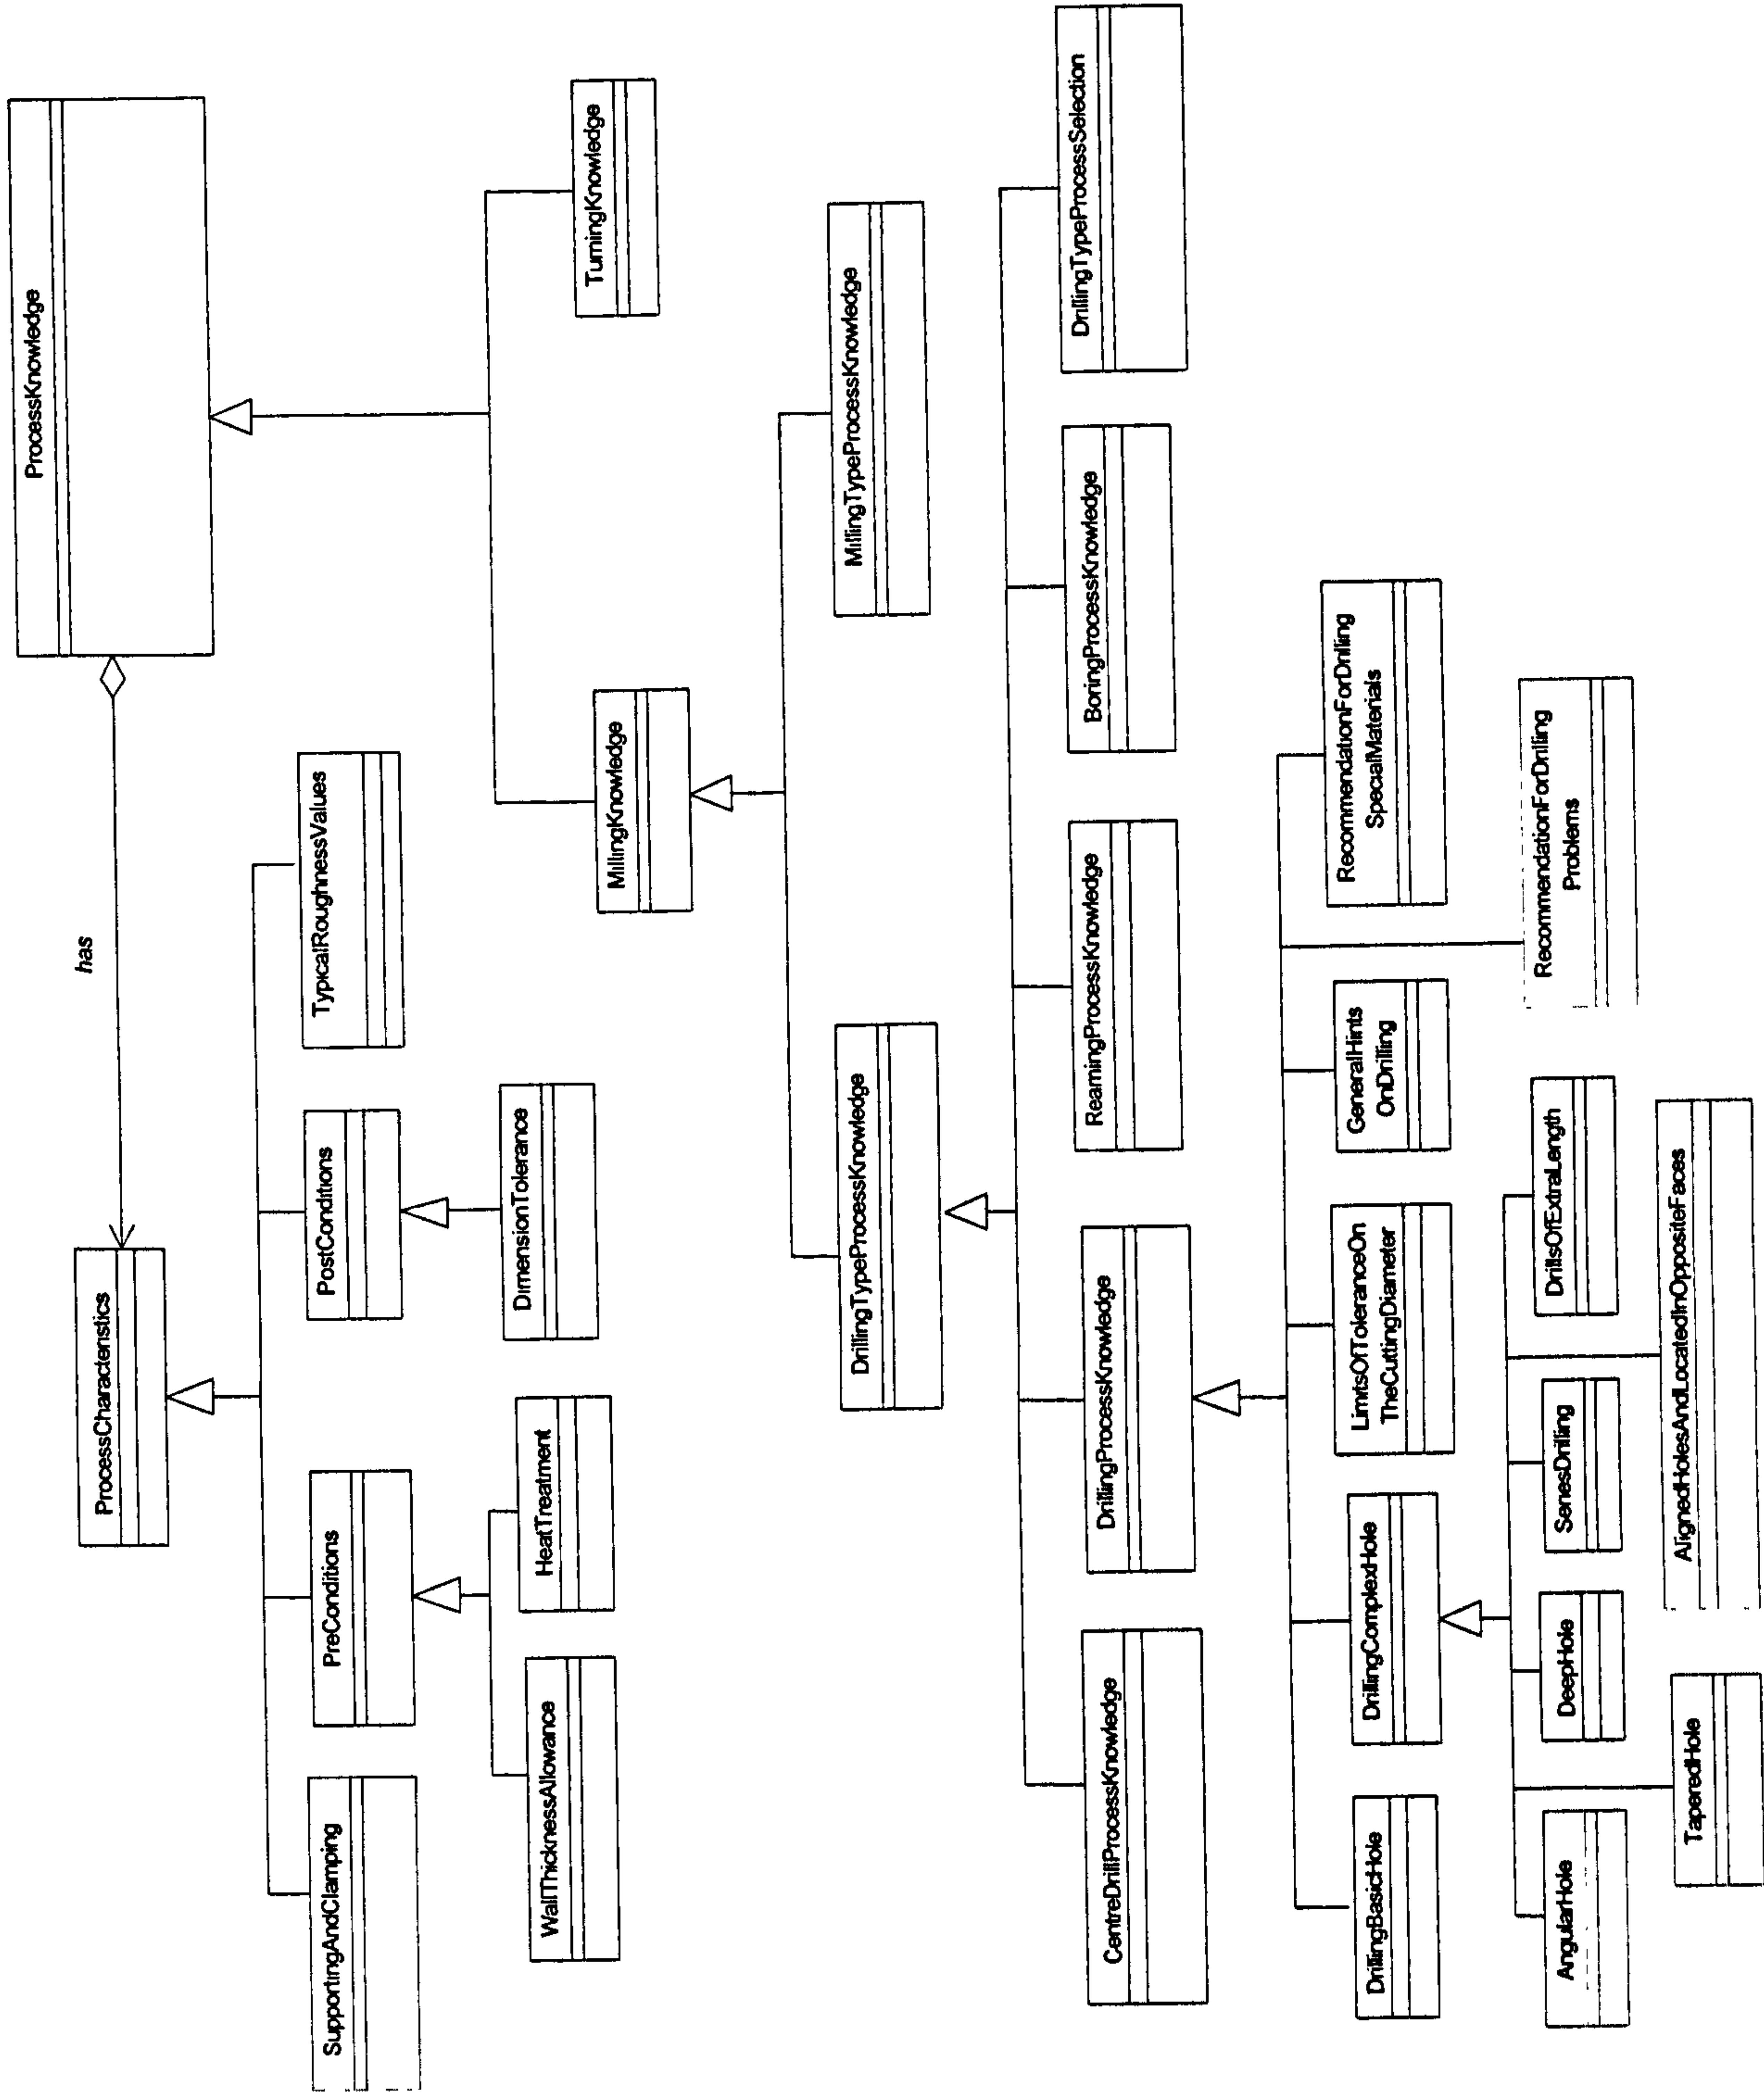 ProcessKnowledge
has
ProcessCharacteristics
TurningKnowledge
MillingKnowledge
TypicalRoughnessValues
PostConditions
PreConditions
SupportingAndClamping
DimensionTolerance
HeatTreatment
WallThicknessAllowance
MillingTypeProcessKnowledge
DrillingTypeProcessKnowledge
DrillingTypeProcessSelection
BoringProcessKnowledge
ReamingProcessKnowledge
DrillingProcessKnowledge
CentreDrillProcessKnowledge
RecommendationForDrilling
SpecialMaterials
RecommendationForDrilling
Problems
GeneralHints
OnDrilling
LimitsOfToleranceOn
TheCuttingDiameter
DrillingComplexHole
DrillingBasicHole
DrillsOfExtraLength
AlignedHolesAndLocatedInOppositeFaces
SeriesDrilling
DeepHole
TaperedHole
AngularHole